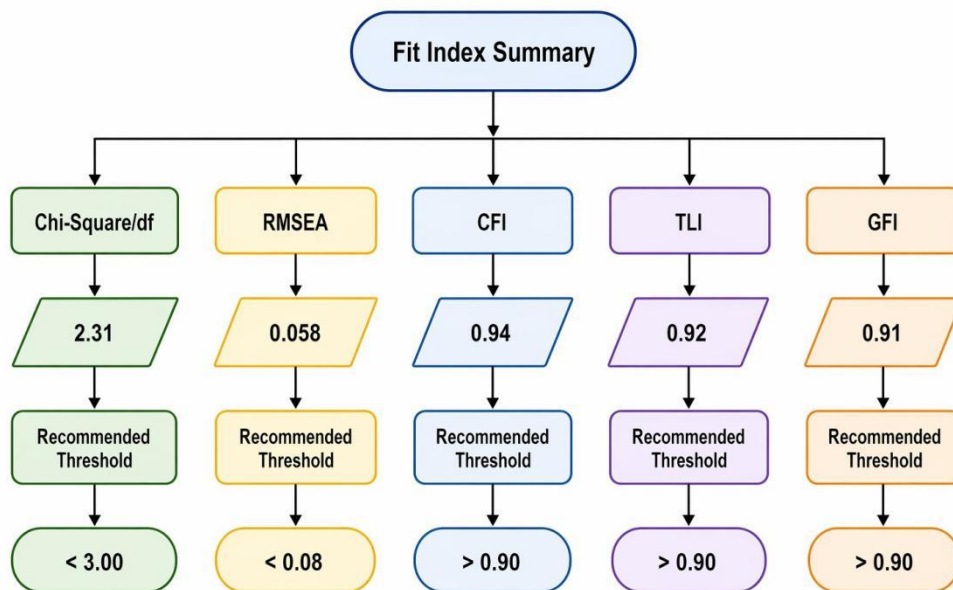 Fit Index Summary
Chi-Square/df
RMSEA
CFI
TLI
GFI
2.31
0.058
0.94
0.92
0.91
Recommended
Threshold
Recommended
Threshold
Recommended
Threshold
Recommended
Threshold
Recommended
Threshold
< 3.00
< 0.08
> 0.90
> 0.90
> 0.90